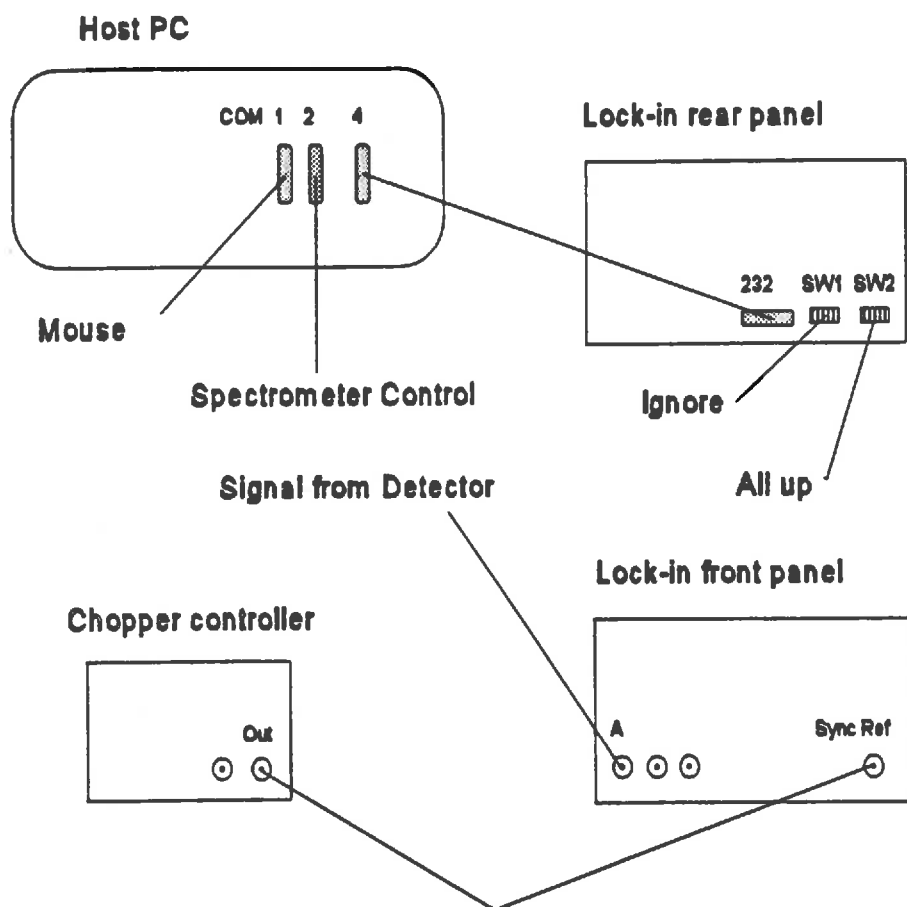 Host PC
COM 1 2 4
Lock-in rear panel
232 SW1 SW2
Mouse
Spectrometer Control
Ignore
All up
Signal from Detector
Lock-in front panel
Chopper controller
Out
A
Sync Ref